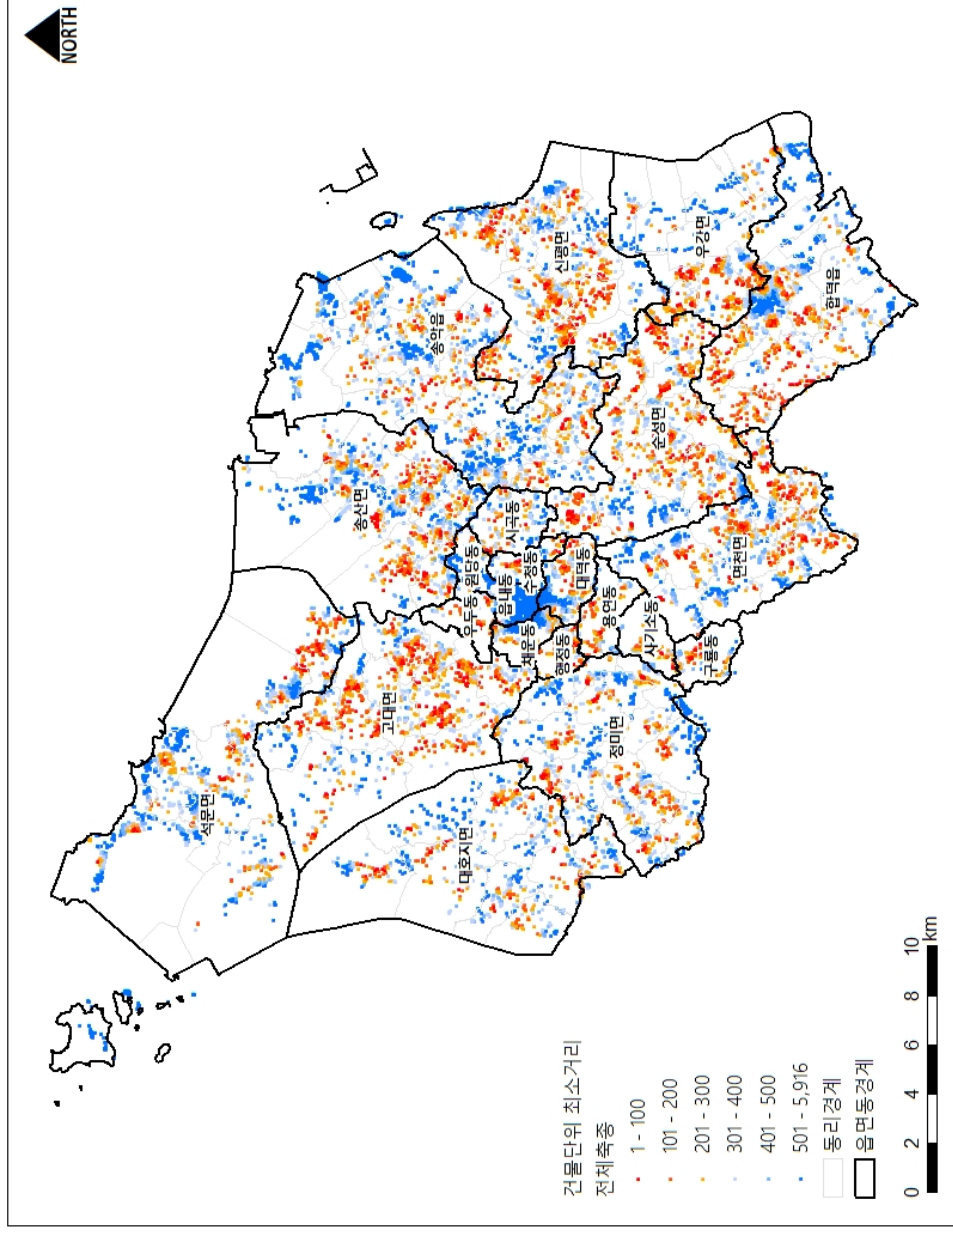 NORTH
석문면
고대면
대호지면
정미면
송산면
송악읍
신평면
우강면
합덕읍
순성면
면천면
우두동
원당동
시곡동
읍내동
수청동
채운동
행정동
대덕동
용연동
사기소동
구룡동
건물단위 최소거리
전체축종
1 - 100
101 - 200
201 - 300
301 - 400
401 - 500
501 - 5,916
동리경계
읍면동경계
0 2 4 6 8 10
km